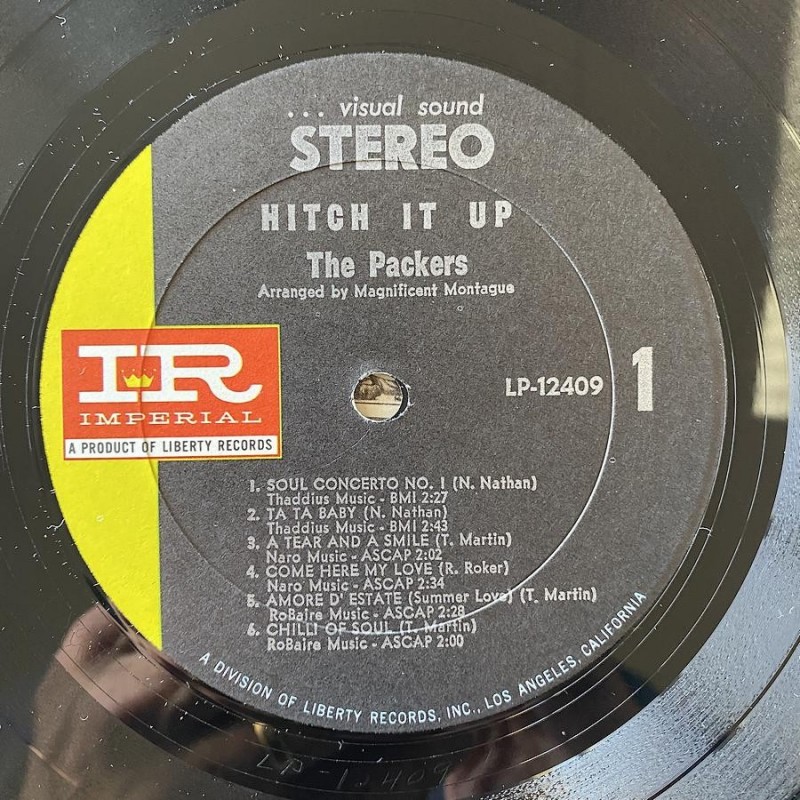 ... visual sound
STEREO
HITCH IT UP
The Packers
Arranged by Magnificent Montague
IR
IMPERIAL
A PRODUCT OF LIBERTY RECORDS
LP-12409
1
1. SOUL CONCERTO NO. 1 (N. Nathan)
Thaddius Music - BMI 2:27
2. TA TA BABY (N. Nathan)
Thaddius Music - BMI 2:43
3. A TEAR AND A SMILE (T. Martin)
Naro Music - ASCAP 2:02
4. COME HERE MY LOVE (R. Roker)
Naro Music - ASCAP 2:34
5. AMORE D' ESTATE (Summer Love) (T. Martin)
RoBaire Music - ASCAP 2:28
6. CHILLI OF SOUL (T. Martin)
RoBaire Music - ASCAP 2:00
A DIVISION OF LIBERTY RECORDS, INC., LOS ANGELES, CALIFORNIA
LP-12409